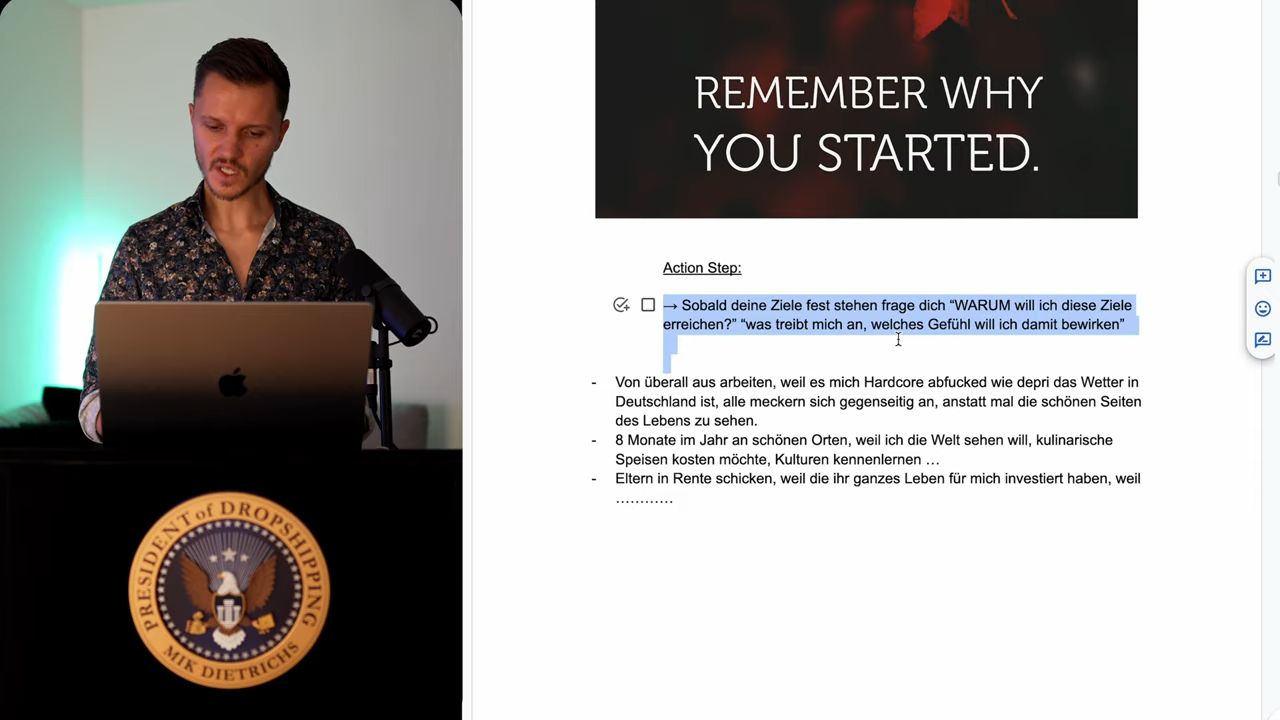 REMEMBER WHY
YOU STARTED.
Action Step:
→ Sobald deine Ziele fest stehen frage dich “WARUM will ich diese Ziele
erreichen?” “was treibt mich an, welches Gefühl will ich damit bewirken”
- Von überall aus arbeiten, weil es mich Hardcore abfucked wie depri das Wetter in
Deutschland ist, alle meckern sich gegenseitig an, anstatt mal die schönen Seiten
des Lebens zu sehen.
- 8 Monate im Jahr an schönen Orten, weil ich die Welt sehen will, kulinarische
Speisen kosten möchte, Kulturen kennenlernen …
- Eltern in Rente schicken, weil die ihr ganzes Leben für mich investiert haben, weil
…………
PRESIDENT of DROPSHIPPING
MIK DIETRICHS